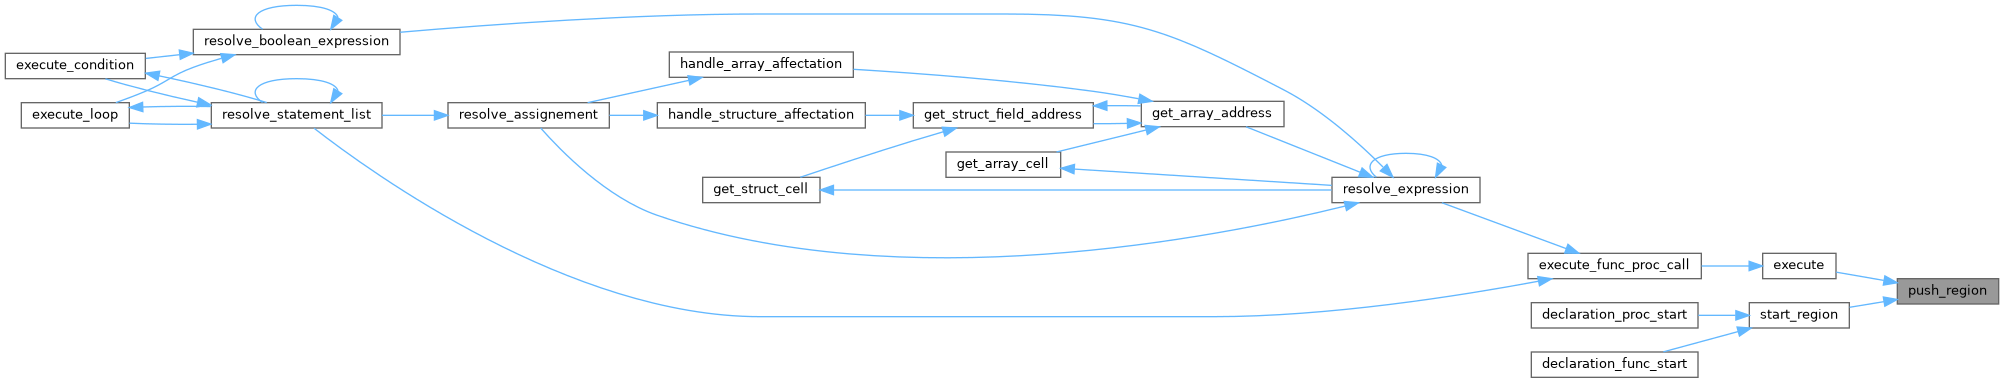 resolve_boolean_expression
execute_condition
handle_array_affectation
execute_loop
resolve_statement_list
resolve_assignement
handle_structure_affectation
get_struct_field_address
get_array_address
get_array_cell
get_struct_cell
resolve_expression
execute_func_proc_call
execute
push_region
declaration_proc_start
start_region
declaration_func_start